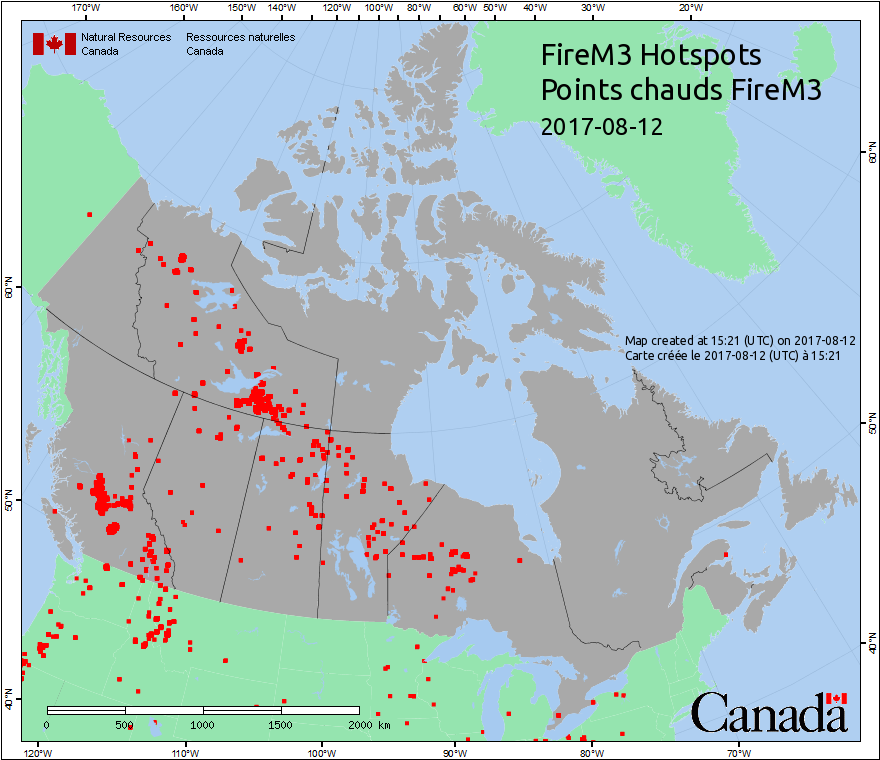 170°W 160°W 150°W 140°W 120°W 100°W 80°W 60°W 50°W 40°W 30°W 20°W
Natural Resources Canada
Ressources naturelles Canada
FireM3 Hotspots
Points chauds FireM3
2017-08-12
60°N
60°N
Map created at 15:21 (UTC) on 2017-08-12
Carte créée le 2017-08-12 (UTC) à 15:21
50°N
50°N
40°N
40°N
Canada
0 500 1000 1500 2000 km
120°W 110°W 100°W 90°W 80°W 70°W